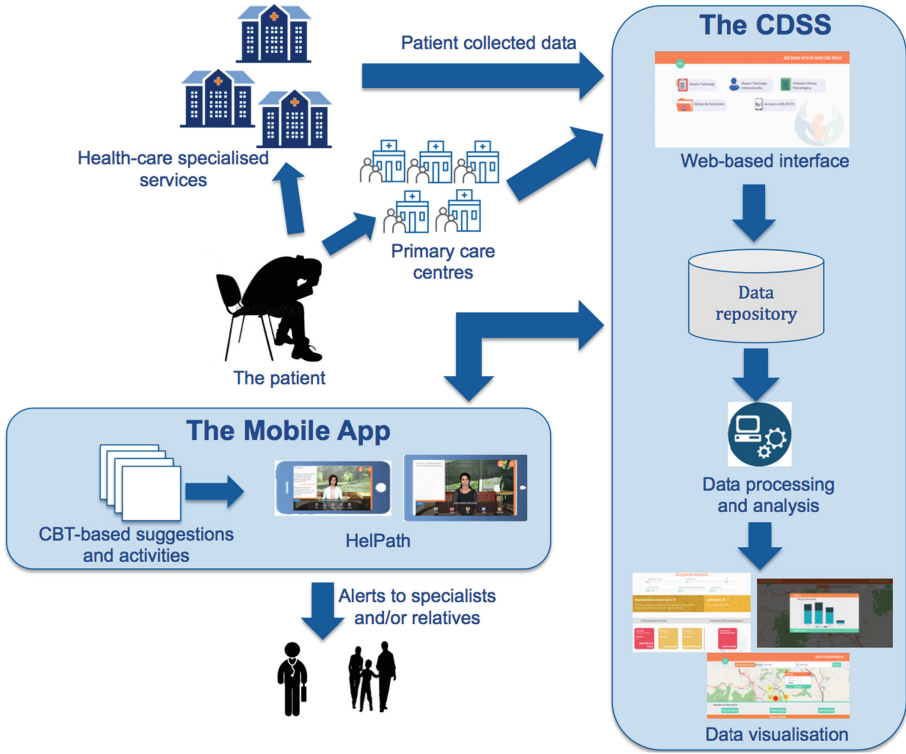 The CDSS
Patient collected data
Web-based interface
Health-care specialised
services
Primary care
centres
Data
repository
The patient
The Mobile App
CBT-based suggestions
and activities
HelPath
Data processing
and analysis
Alerts to specialists
and/or relatives
Data visualisation